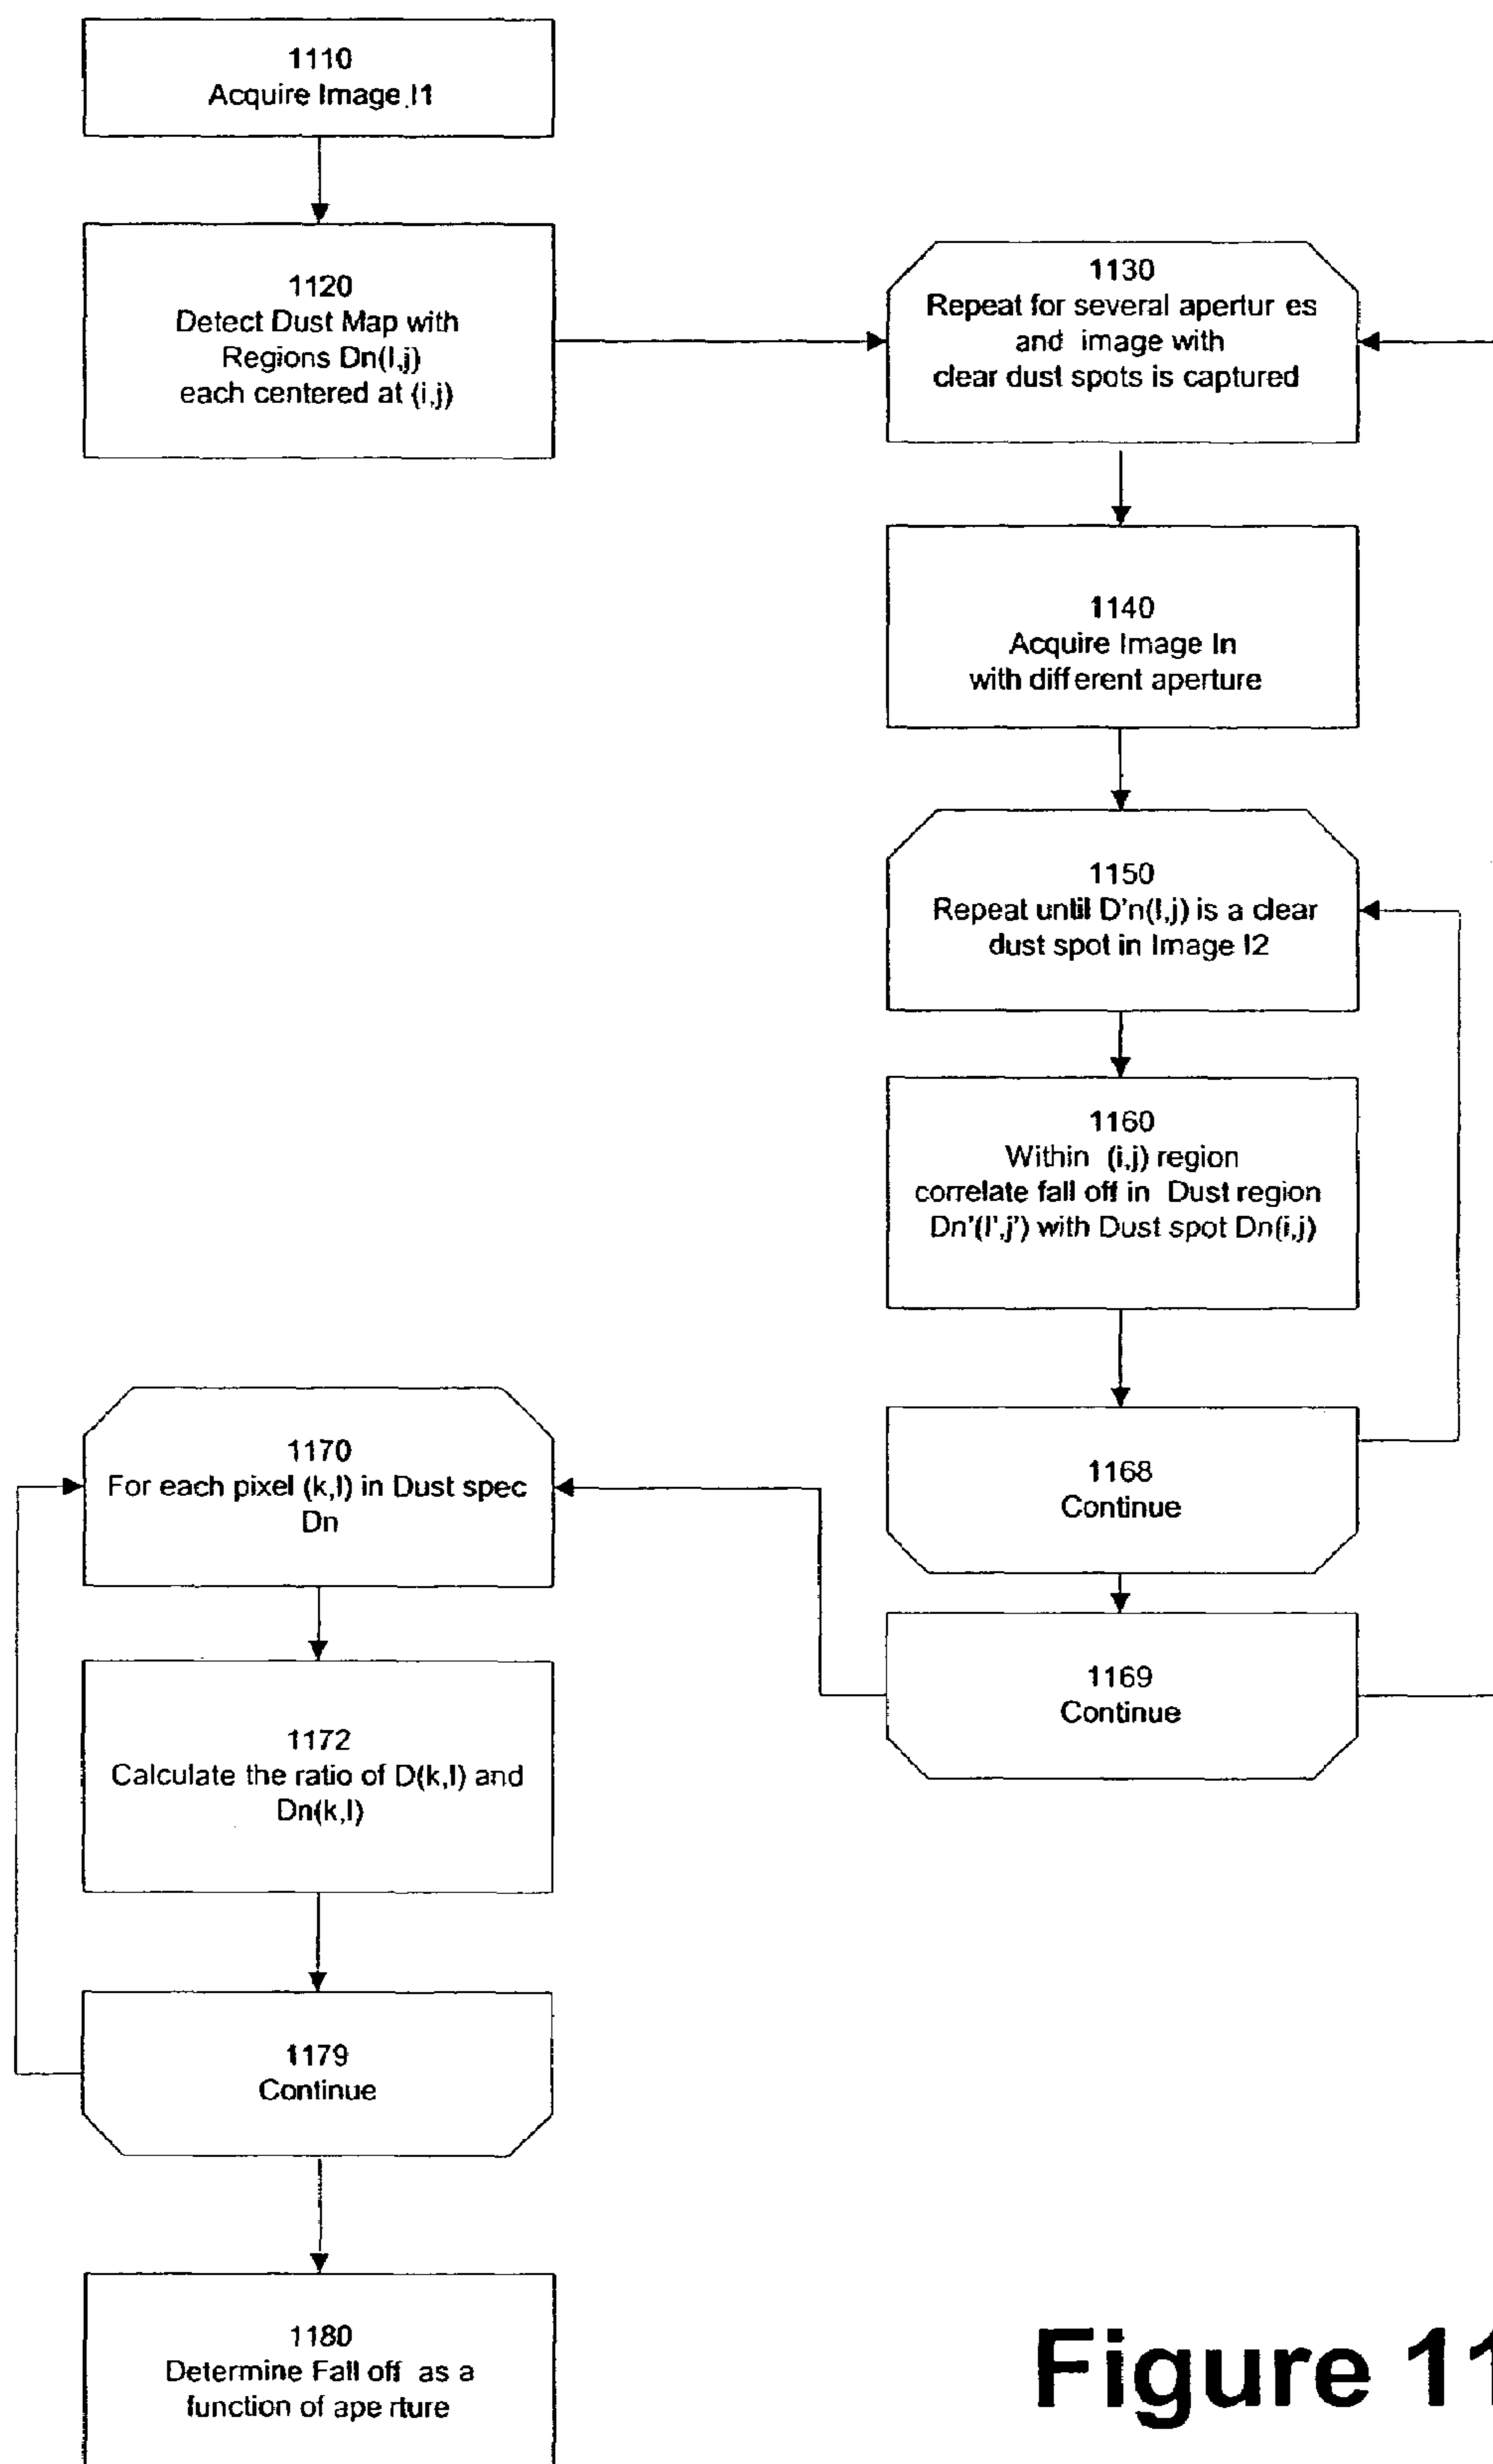 1110
Acquire Image I1
1120
Detect Dust Map with
Regions Dn(I,j)
each centered at (i,j)
1130
Repeat for several apertur es
and image with
clear dust spots is captured
1140
Acquire Image In
with different aperture
1150
Repeat until D'n(I,j) is a clear
dust spot in Image I2
1160
Within (i,j) region
correlate fall off in Dust region
Dn'(I',j') with Dust spot Dn(i,j)
1168
Continue
1169
Continue
1170
For each pixel (k,l) in Dust spec
Dn
1172
Calculate the ratio of D(k,l) and
Dn(k,l)
1179
Continue
1180
Determine Fall off as a
function of ape rture
Figure 11